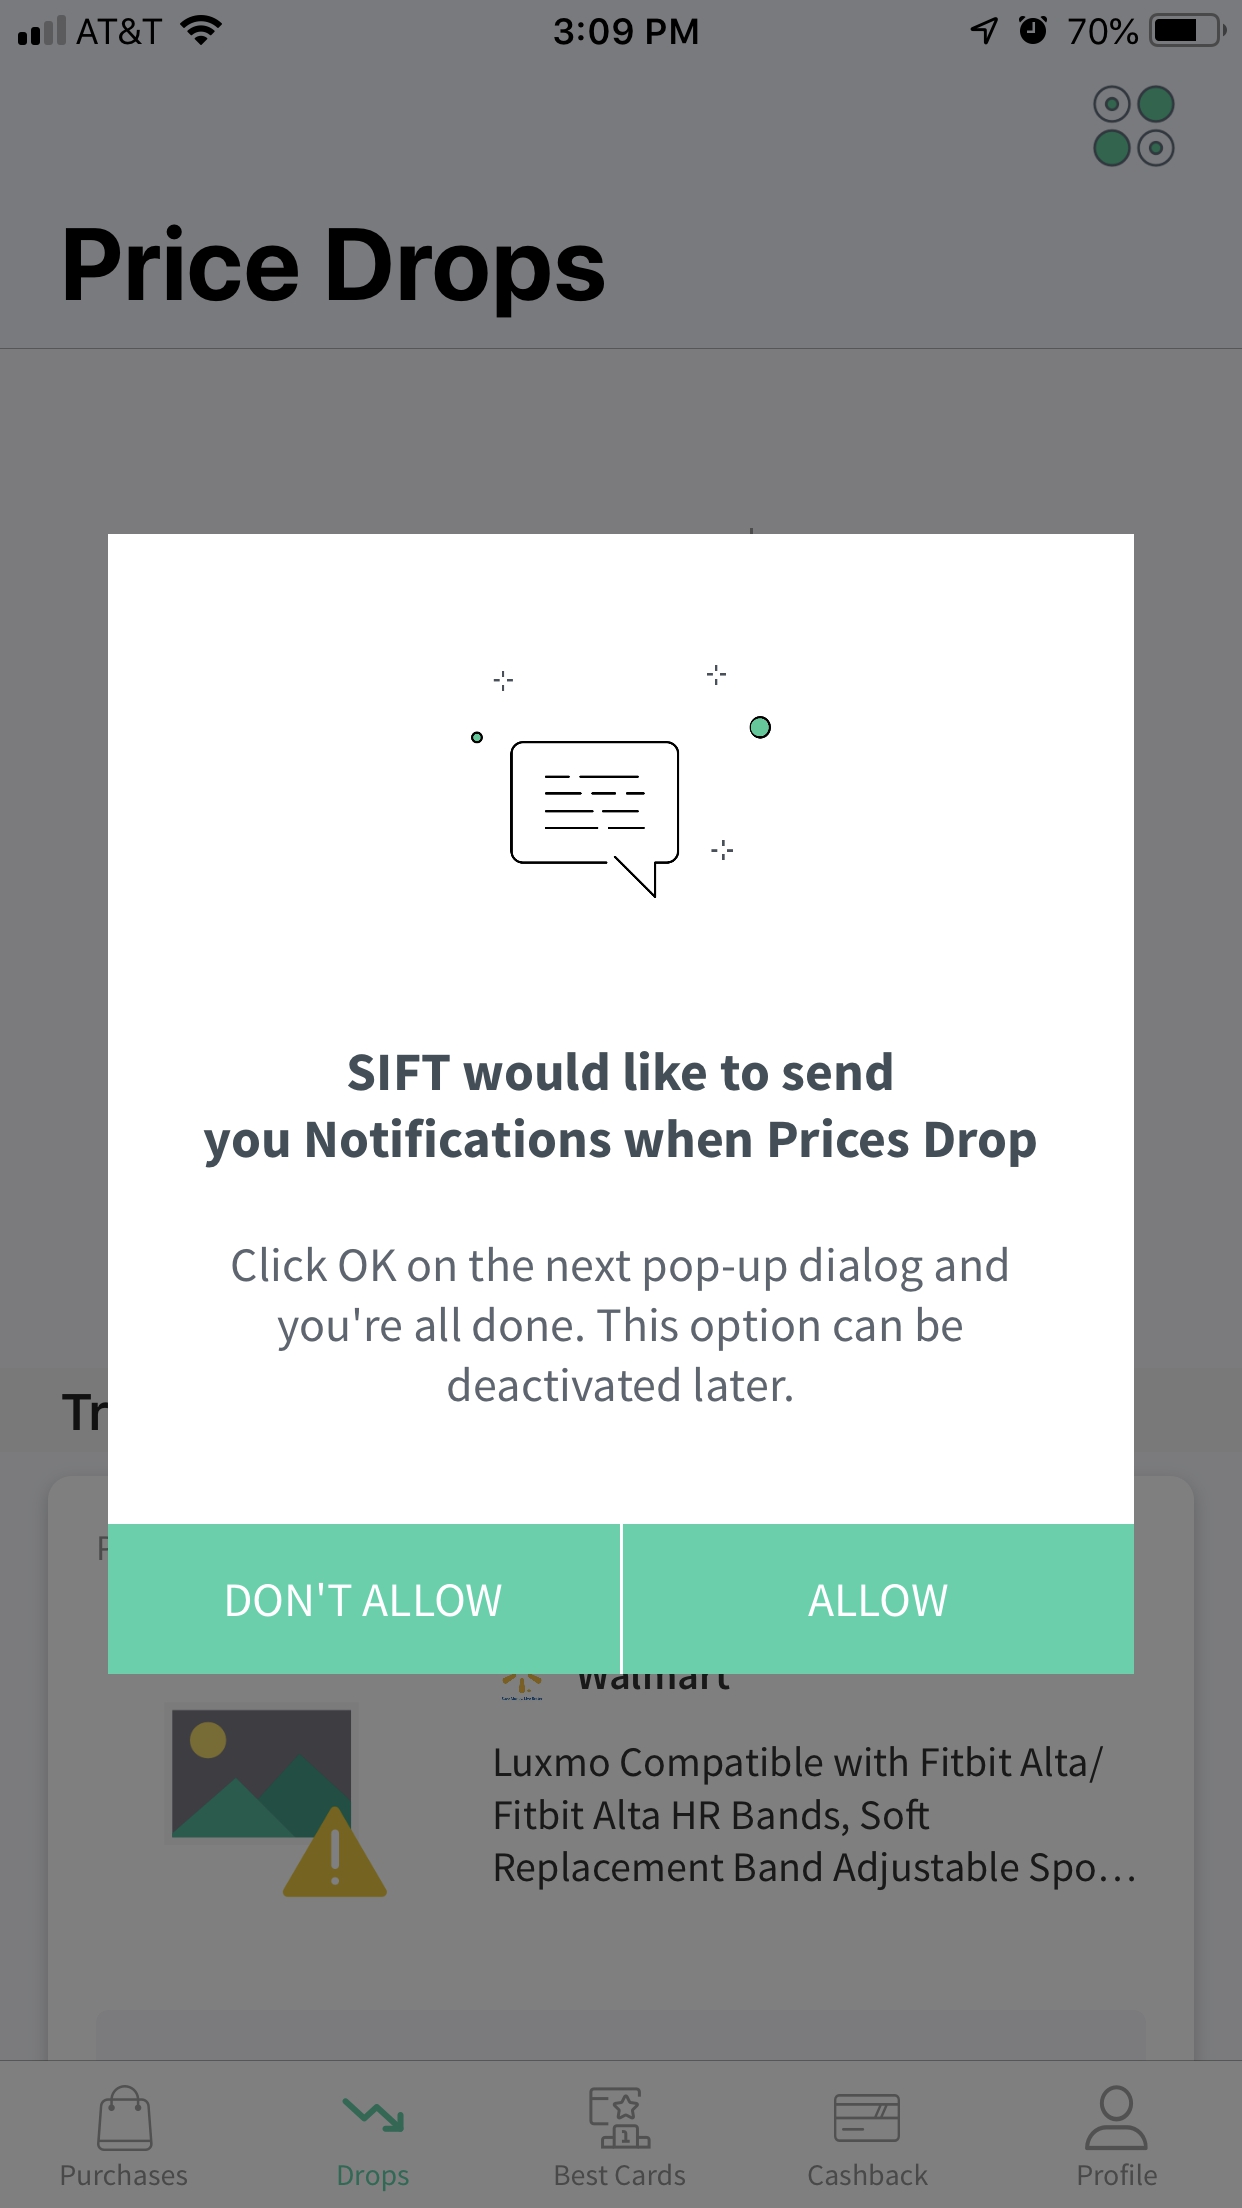 AT&T 3:09 PM 70%
Price Drops
SIFT would like to send
you Notifications when Prices Drop
Click OK on the next pop-up dialog and
you're all done. This option can be
deactivated later.
Tr
DON'T ALLOW ALLOW
Walmart
Luxmo Compatible with Fitbit Alta/
Fitbit Alta HR Bands, Soft
Replacement Band Adjustable Spo...
Purchases Drops Best Cards Cashback Profile